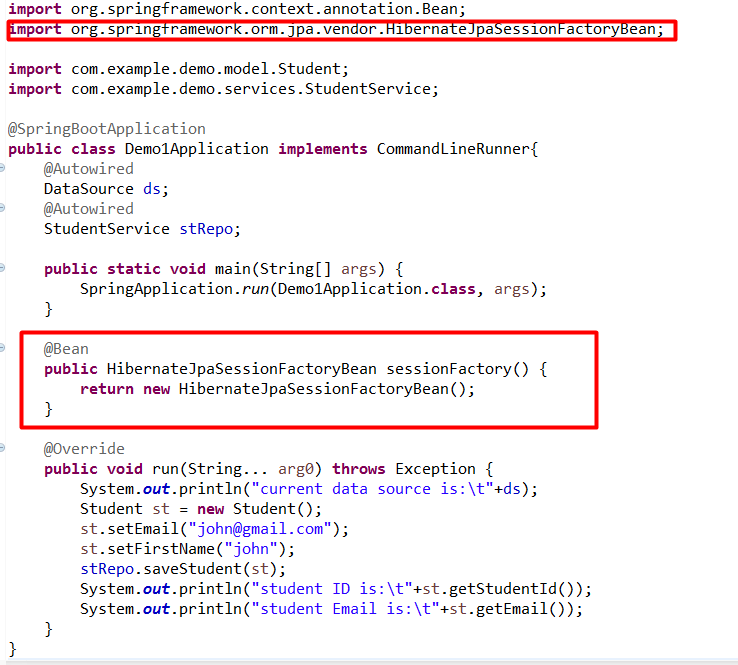 import org.springframework.context.annotation.Bean;
import org.springframework.orm.jpa.vendor.HibernateJpaSessionFactoryBean;
import com.example.demo.model.Student;
import com.example.demo.services.StudentService;
@SpringBootApplication
public class Demo1Application implements CommandLineRunner{
@Autowired
DataSource ds;
@Autowired
StudentService stRepo;
public static void main(String[] args) {
SpringApplication.run(Demo1Application.class, args);
}
@Bean
public HibernateJpaSessionFactoryBean sessionFactory() {
return new HibernateJpaSessionFactoryBean();
}
@Override
public void run(String... arg0) throws Exception {
System.out.println("current data source is:\t"+ds);
Student st = new Student();
st.setEmail("john@gmail.com");
st.setFirstName("john");
stRepo.saveStudent(st);
System.out.println("student ID is:\t"+st.getStudentId());
System.out.println("student Email is:\t"+st.getEmail());
}
}